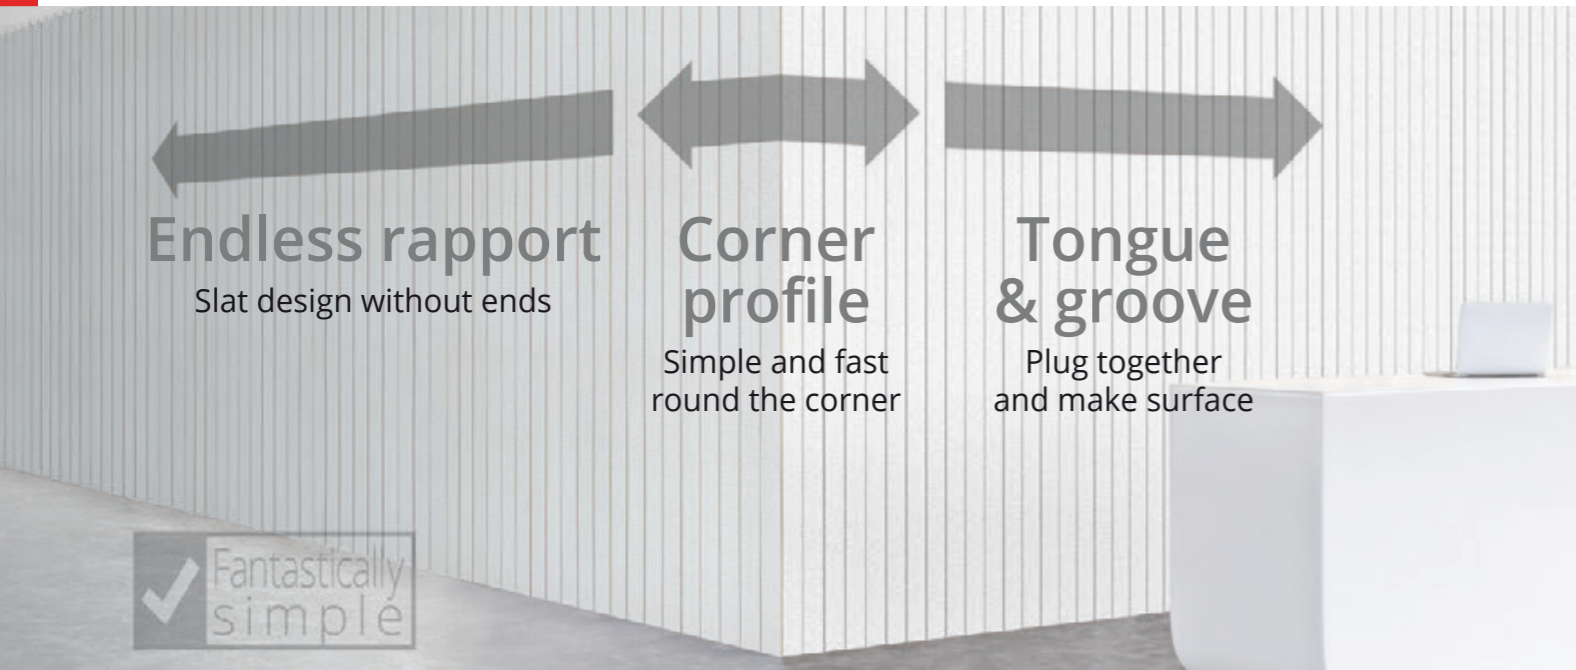 Endless rapport
Slat design without ends
Corner
profile
Simple and fast
round the corner
Tongue
& groove
Plug together
and make surface
Fantastically
simple